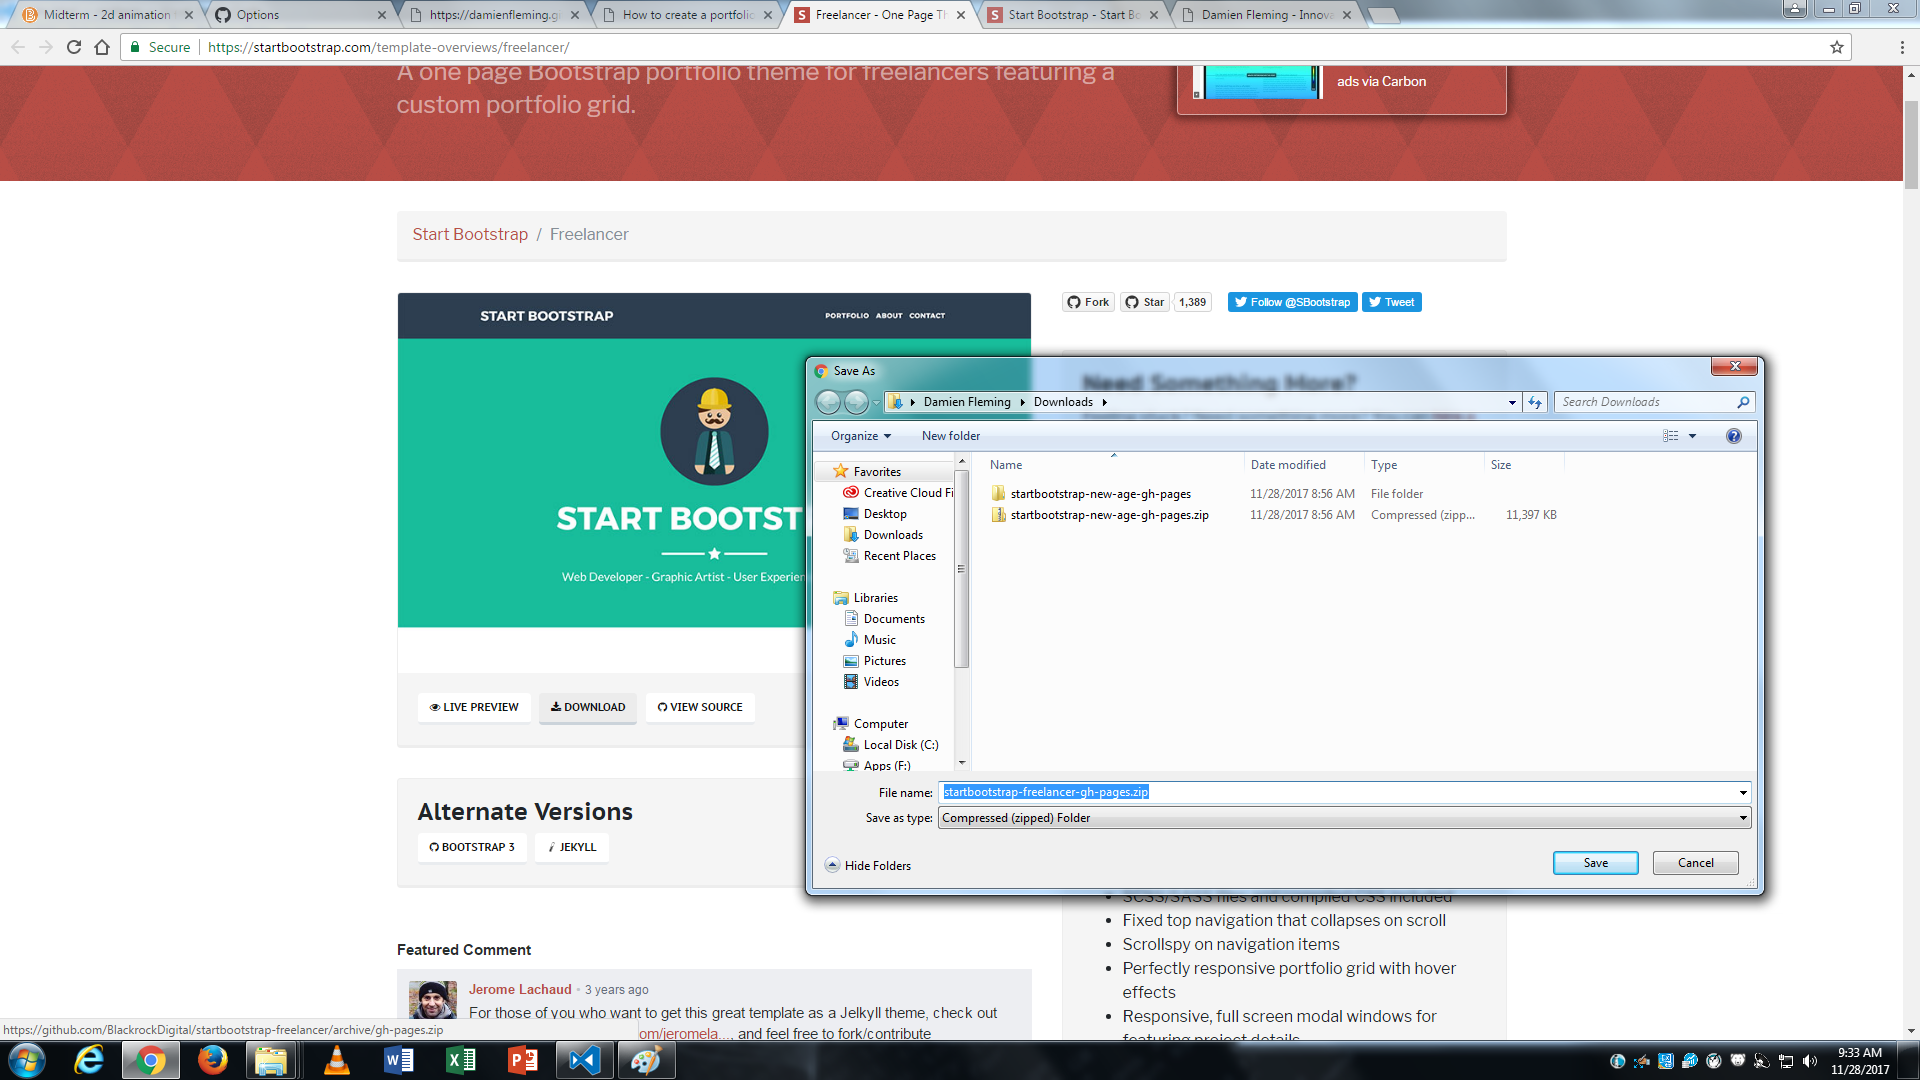 Midterm - 2d animation
Options
https://damienfleming.g
How to create a portfolio
Freelancer - One Page Th
Start Bootstrap - Start Bo
Damien Fleming - Innova
Secure
https://startbootstrap.com/template-overviews/freelancer/
A one page Bootstrap portfolio theme for freelancers featuring a
custom portfolio grid.
ads via Carbon
Start Bootstrap / Freelancer
START BOOTSTRAP
PORTFOLIO ABOUT CONTACT
START BOOTST
Web Developer - Graphic Artist - User Experien
LIVE PREVIEW
DOWNLOAD
VIEW SOURCE
Fork
Star
1,389
Follow @SBootstrap
Tweet
Need Something More?
Save As
Damien Fleming
Downloads
Search Downloads
Organize
New folder
Favorites
Creative Cloud Fi
Desktop
Downloads
Recent Places
Libraries
Documents
Music
Pictures
Videos
Computer
Local Disk (C:)
Apps (F:)
Name Date modified Type Size
startbootstrap-new-age-gh-pages 11/28/2017 8:56 AM File folder
startbootstrap-new-age-gh-pages.zip 11/28/2017 8:56 AM Compressed (zipp... 11,397 KB
File name: startbootstrap-freelancer-gh-pages.zip
Save as type: Compressed (zipped) Folder
Hide Folders
Save
Cancel
Alternate Versions
BOOTSTRAP 3
JEKYLL
SCSS/SASS files and compiled CSS included
Fixed top navigation that collapses on scroll
Scrollspy on navigation items
Perfectly responsive portfolio grid with hover
effects
Responsive, full screen modal windows for
featuring project details
Featured Comment
Jerome Lachaud • 3 years ago
For those of you who want to get this great template as a Jelkyll theme, check out
om/jeromela..., and feel free to fork/contribute
https://github.com/BlackrockDigital/startbootstrap-freelancer/archive/gh-pages.zip
9:33 AM
11/28/2017